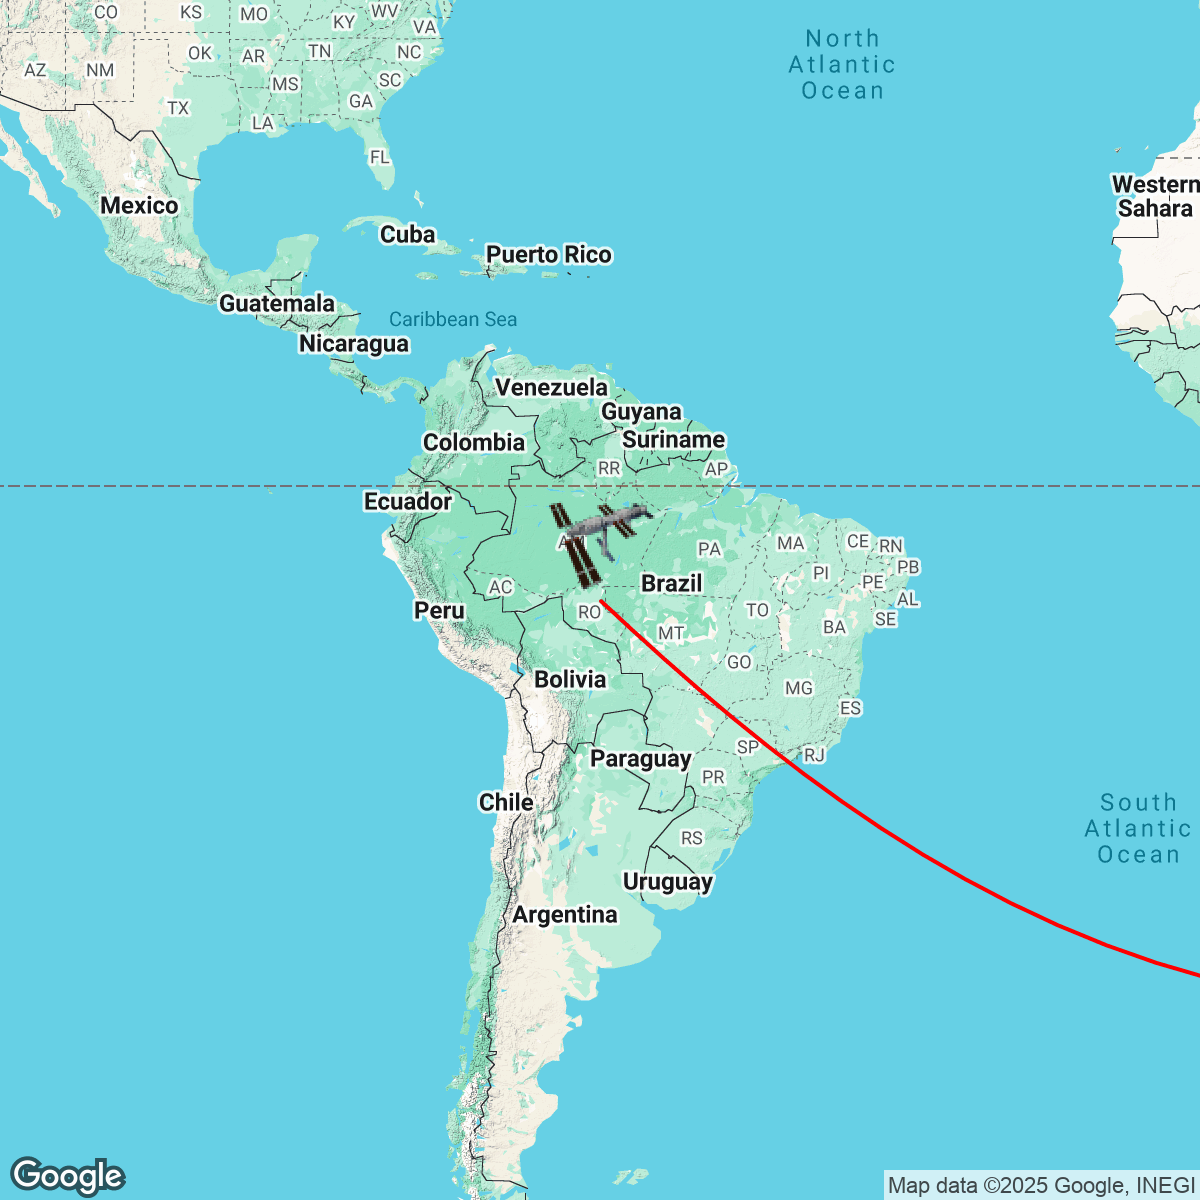 CO
KS
MO
KY
WV
VA
OK
AR
TN
NC
AZ
NM
MS
SC
TX
LA
GA
FL
North
Atlantic
Ocean
Mexico
Cuba
Puerto Rico
Western
Sahara
Guatemala
Caribbean Sea
Nicaragua
Venezuela
Guyana
Colombia
Suriname
RR
AP
Ecuador
PA
MA
CE
RN
PI
PE
PB
AC
Brazil
AL
Peru
RO
TO
SE
MT
BA
GO
Bolivia
MG
ES
SP
RJ
Paraguay
PR
Chile
South
Atlantic
Ocean
RS
Uruguay
Argentina
Google
Map data ©2025 Google, INEGI